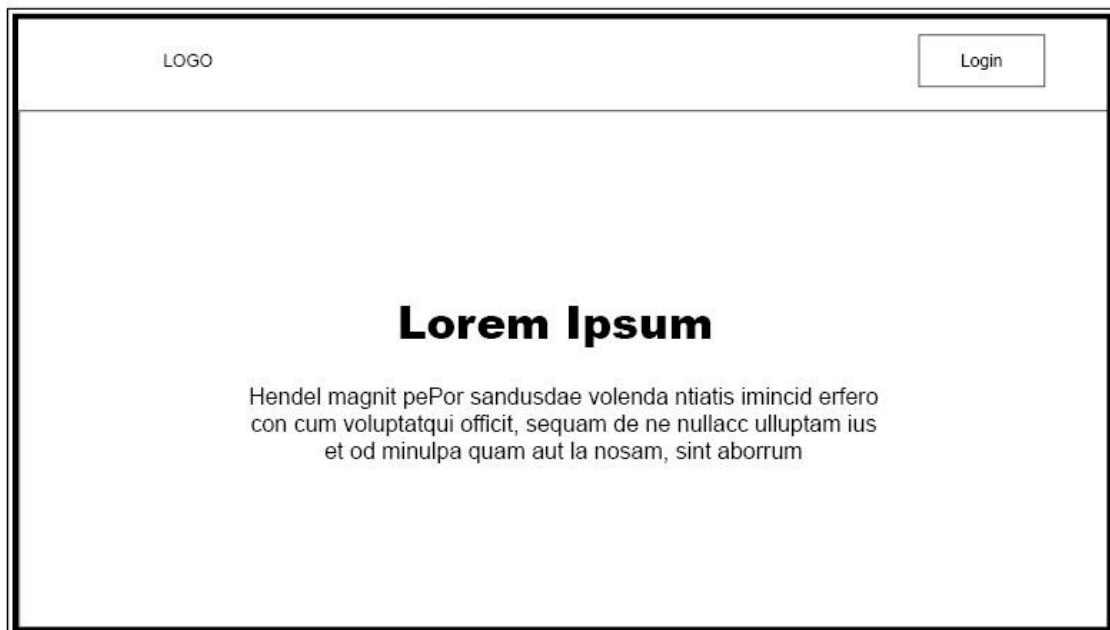 LOGO
Login
Lorem Ipsum
Hendel magnit pePor sandusdae volenda ntiatis imincid erfero
con cum voluptatqui officit, sequam de ne nullacc ulluptam ius
et od minulpa quam aut la nosam, sint aborrum